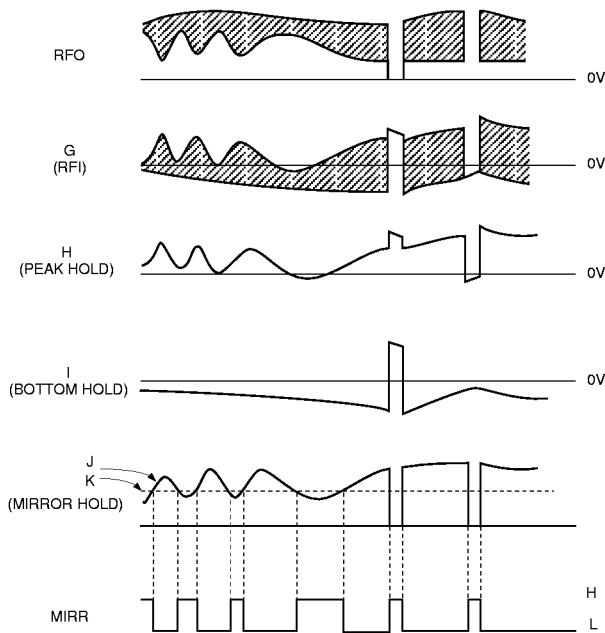 RFO
0V
G
(RFI)
0V
H
(PEAK HOLD)
0V
I
(BOTTOM HOLD)
0V
J
K
(MIRROR HOLD)
H
MIRR
L